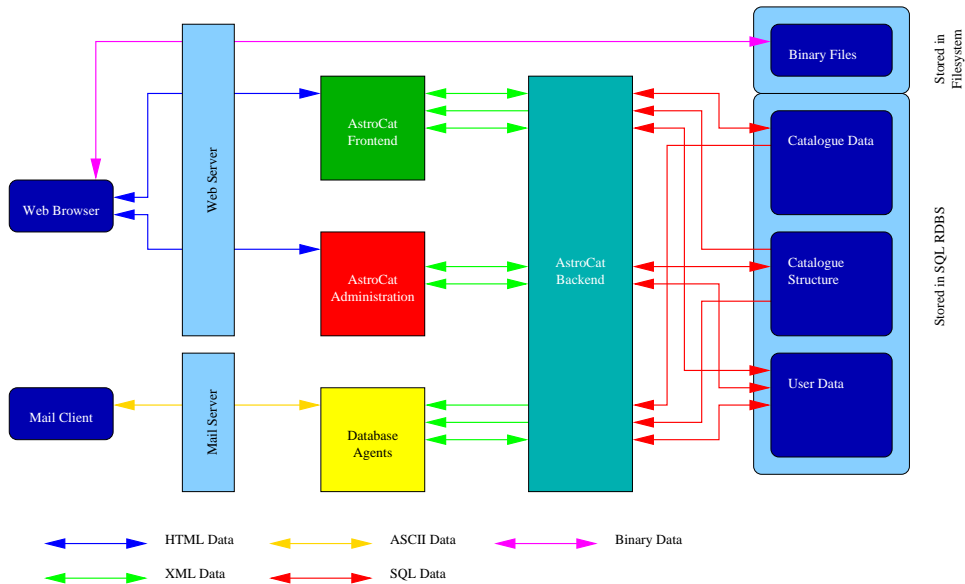 Binary Files
Stored in
Filesystem
AstroCat
Frontend
Catalogue Data
Web Server
Web Browser
AstroCat
Administration
AstroCat
Backend
Catalogue
Structure
Stored in SQL RDBS
User Data
Mail Client
Mail Server
Database
Agents
HTML Data
ASCII Data
Binary Data
XML Data
SQL Data